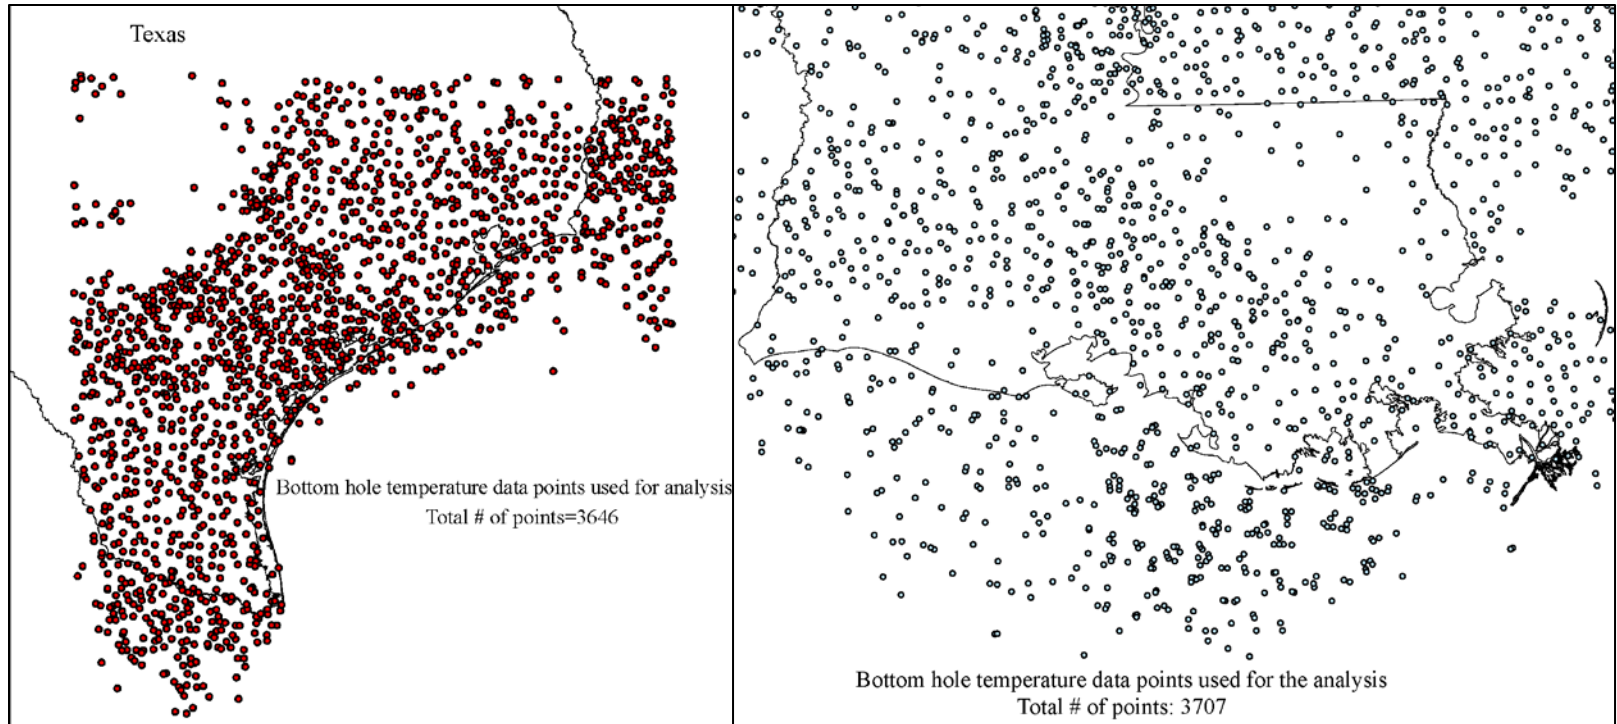 Texas
Bottom hole temperature data points used for analysis
Total # of points=3646
Bottom hole temperature data points used for the analysis
Total # of points: 3707